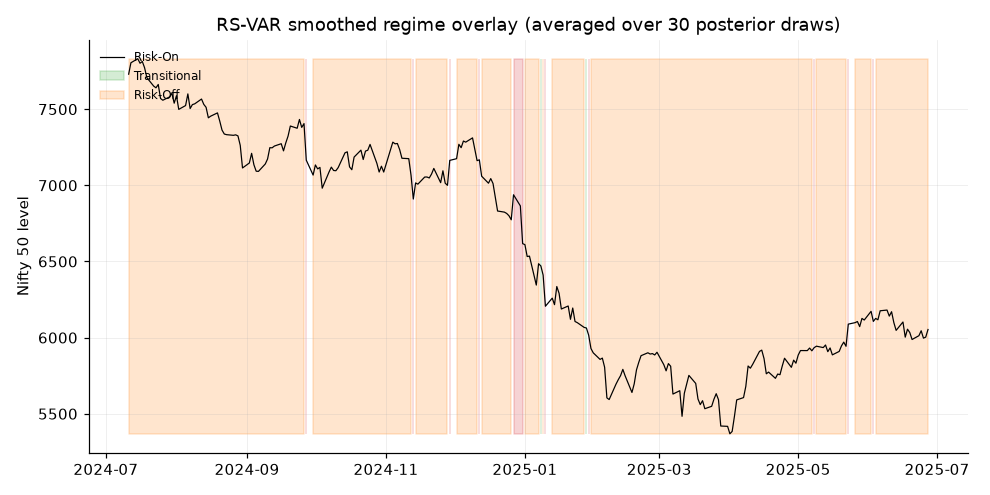 RS-VAR smoothed regime overlay (averaged over 30 posterior draws)
Risk-On
Transitional
Risk-Off
Nifty 50 level
7500
7000
6500
6000
5500
2024-07 2024-09 2024-11 2025-01 2025-03 2025-05 2025-07